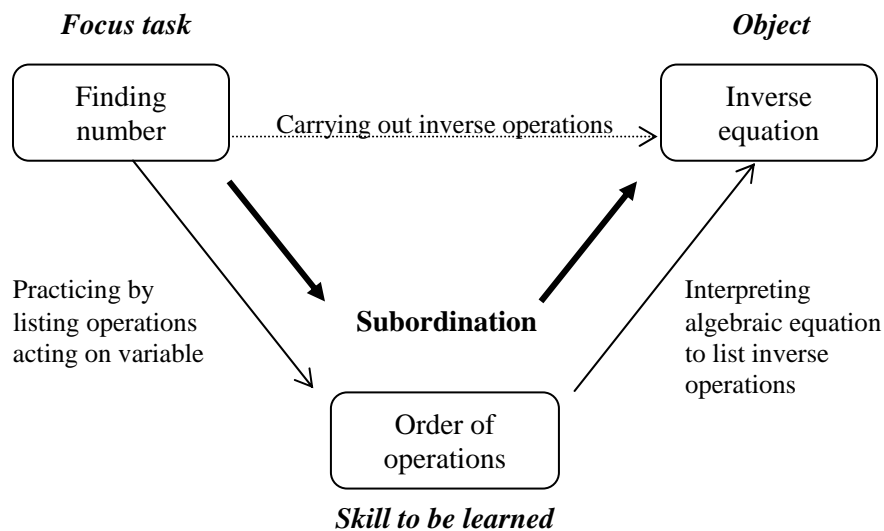 Focus task
Object
Finding
number
Carrying out inverse operations
Inverse
equation
Practicing by
listing operations
acting on variable
Subordination
Interpreting
algebraic equation
to list inverse
operations
Order of
operations
Skill to be learned